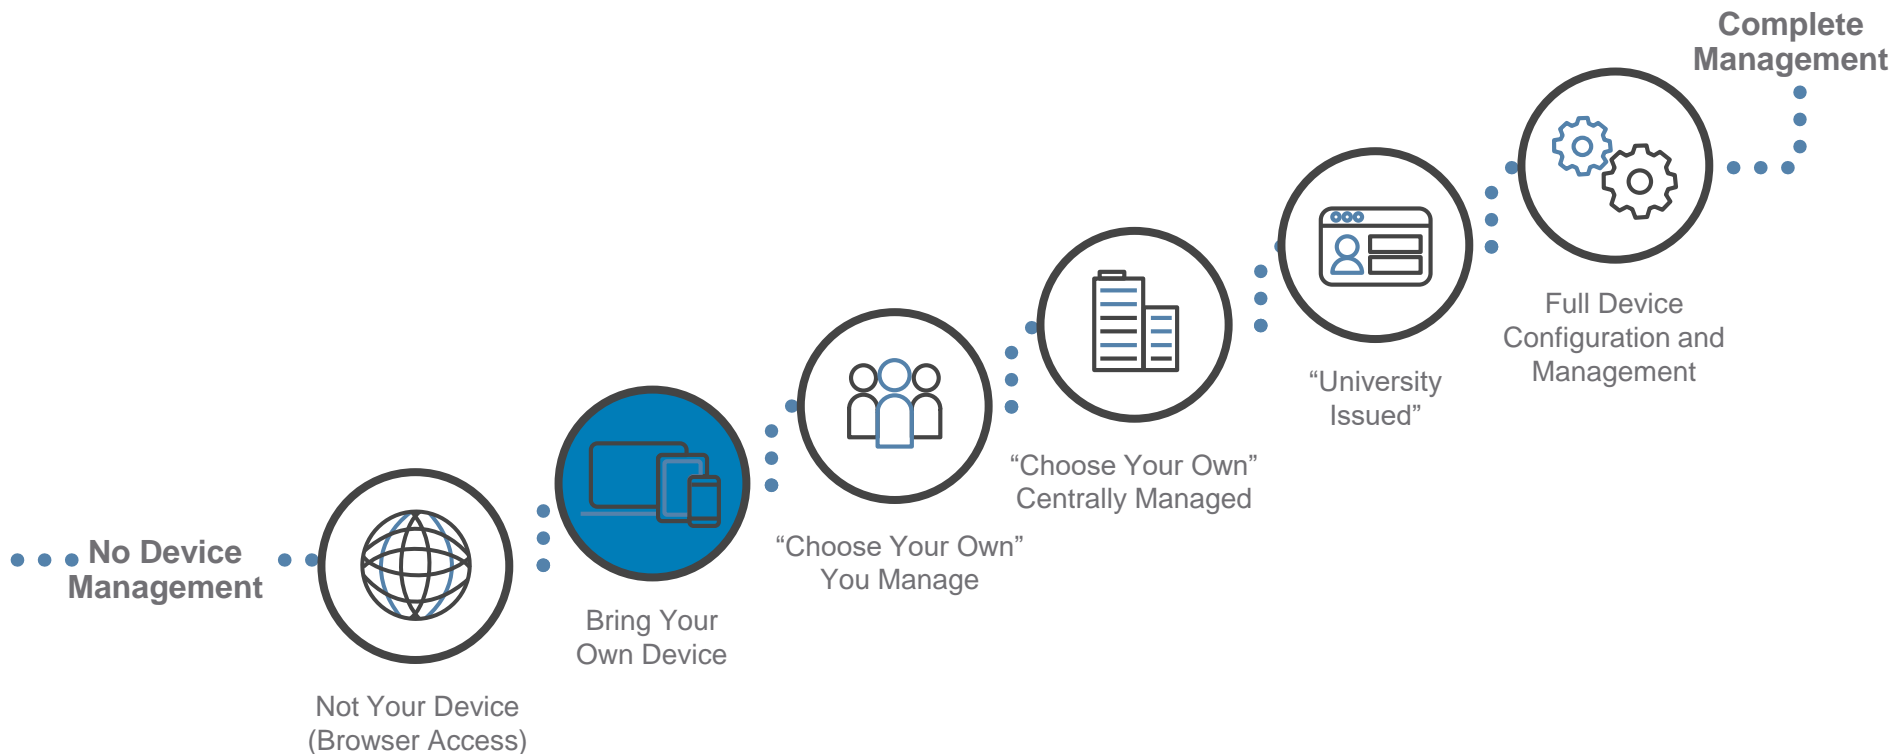 No Device
Management
Not Your Device
(Browser Access)
Bring Your
Own Device
“Choose Your Own”
You Manage
“Choose Your Own”
Centrally Managed
“University
Issued”
Full Device
Configuration and
Management
Complete
Management